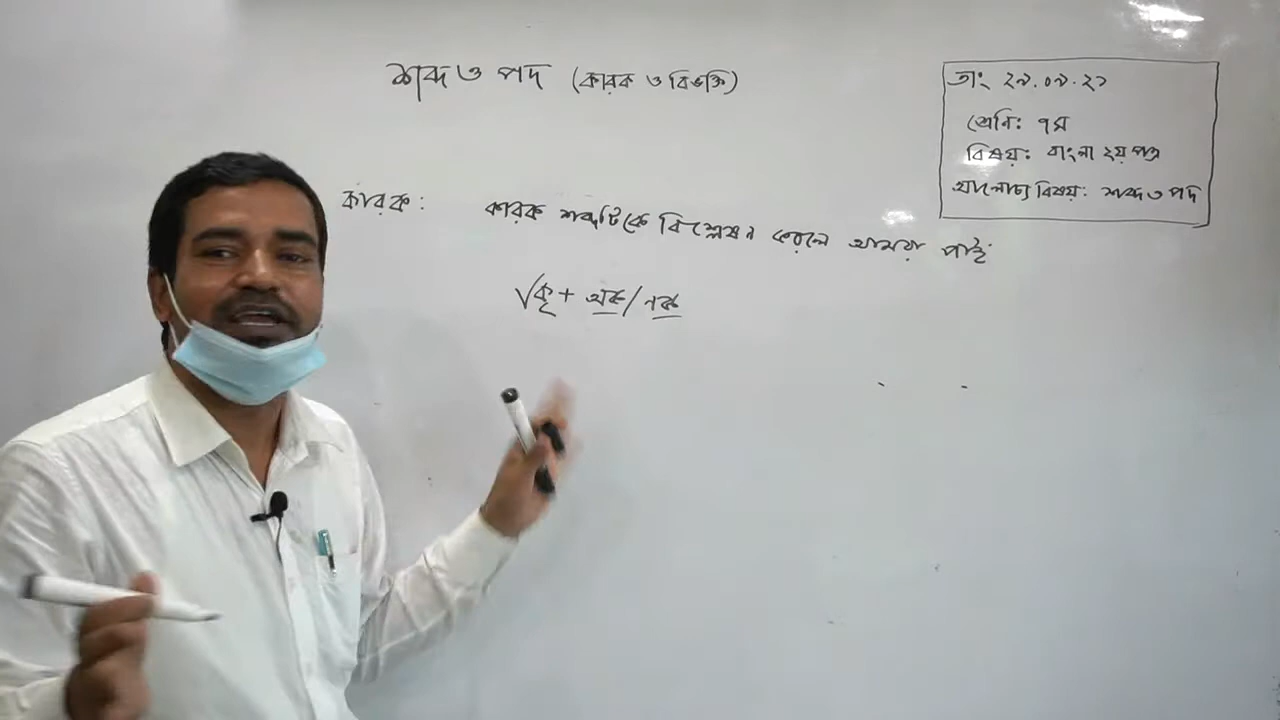 শব্দ ও পদ (কারক ও বিভক্তি)
তাং ২৯.০৯.২১
শ্রেণি: ৭ম
বিষয়: বাংলা ২য় পত্র
আলোচ্য বিষয়: শব্দ ও পদ
কারক: কারক শব্দটিকে বিশ্লেষন করলে আমরা পাই
√কৃ + অক/ণক